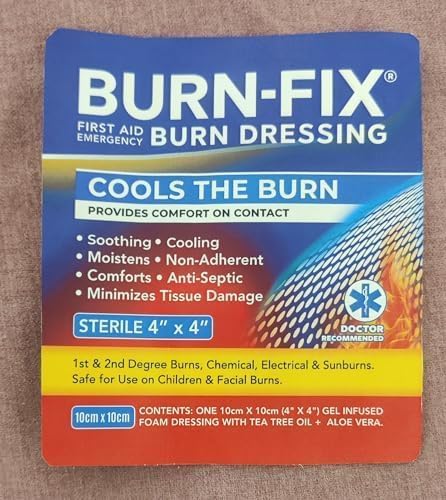 BURN-FIX®
FIRST AID EMERGENCY BURN DRESSING
COOLS THE BURN
PROVIDES COMFORT ON CONTACT
• Soothing • Cooling
• Moistens • Non-Adherent
• Comforts • Anti-Septic
• Minimizes Tissue Damage
STERILE 4" x 4"
DOCTOR
RECOMMENDED
1st & 2nd Degree Burns, Chemical, Electrical & Sunburns.
Safe for Use on Children & Facial Burns.
10cm x 10cm
CONTENTS: ONE 10cm X 10cm (4" X 4") GEL INFUSED
FOAM DRESSING WITH TEA TREE OIL + ALOE VERA.